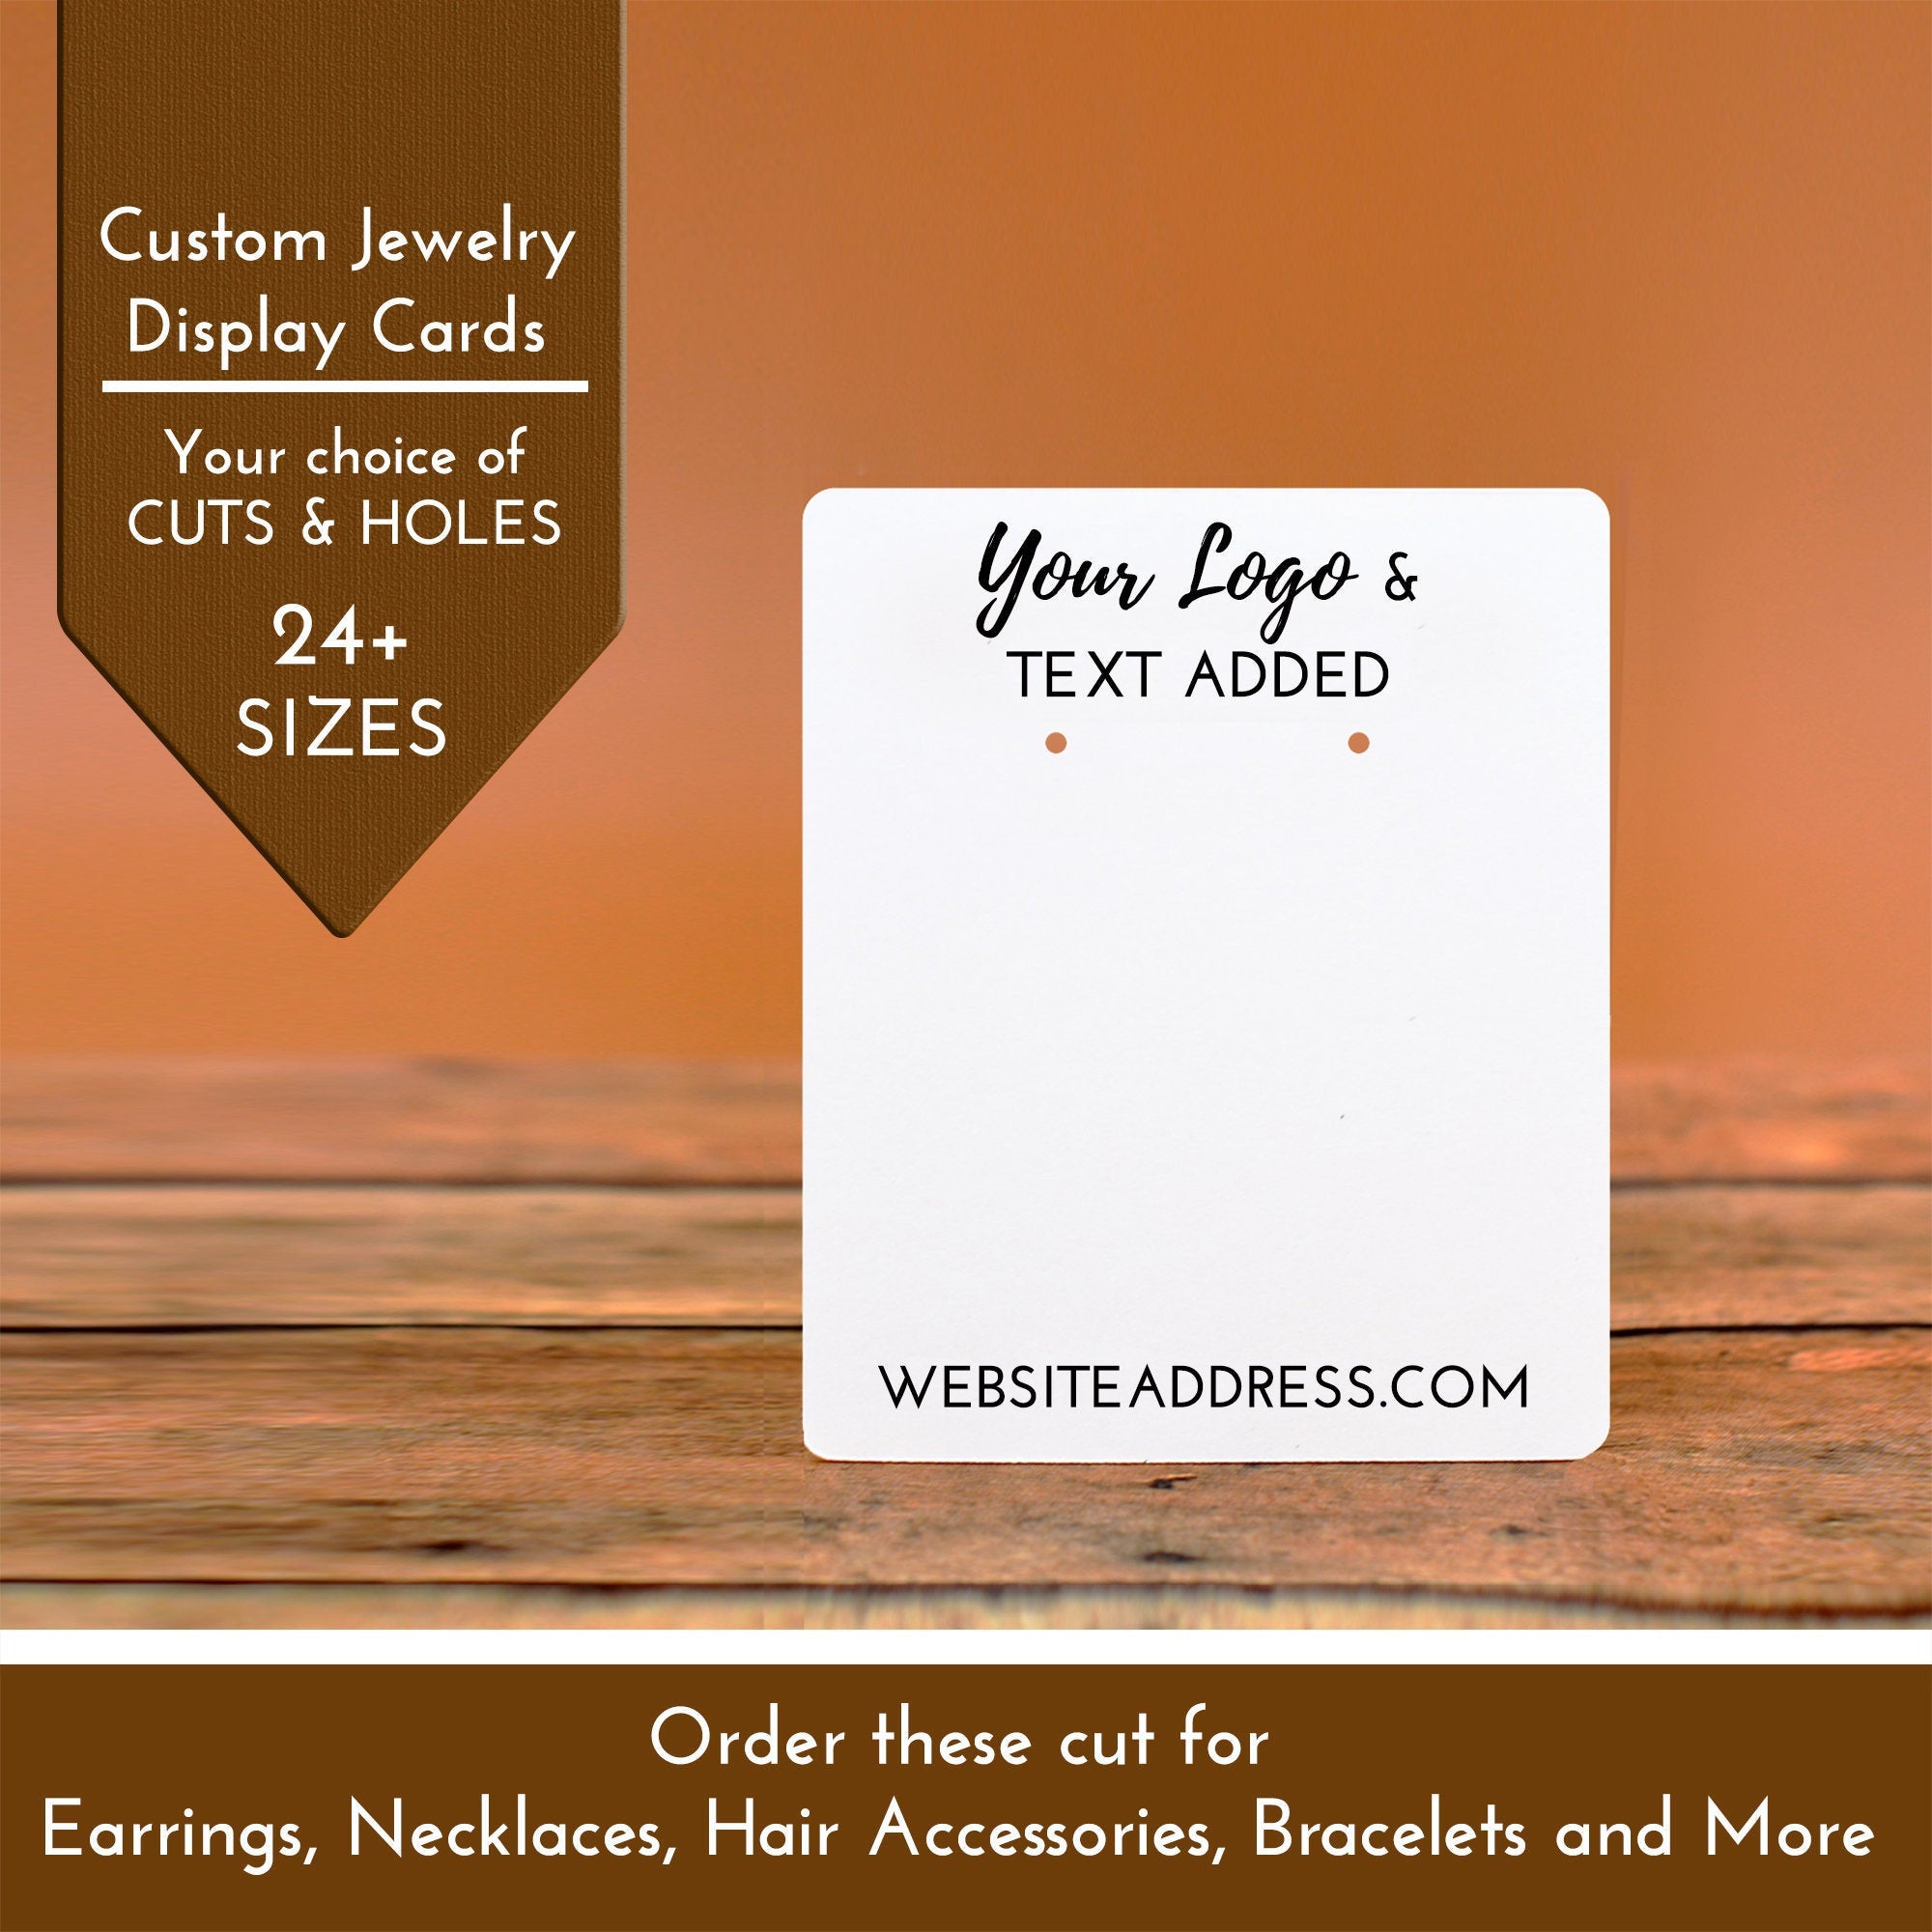 Custom Jewelry
Display Cards
Your choice of
CUTS & HOLES
24+
SIZES
Your Logo &
TEXT ADDED
WEBSITEADDRESS.COM
Order these cut for
Earrings, Necklaces, Hair Accessories, Bracelets and More